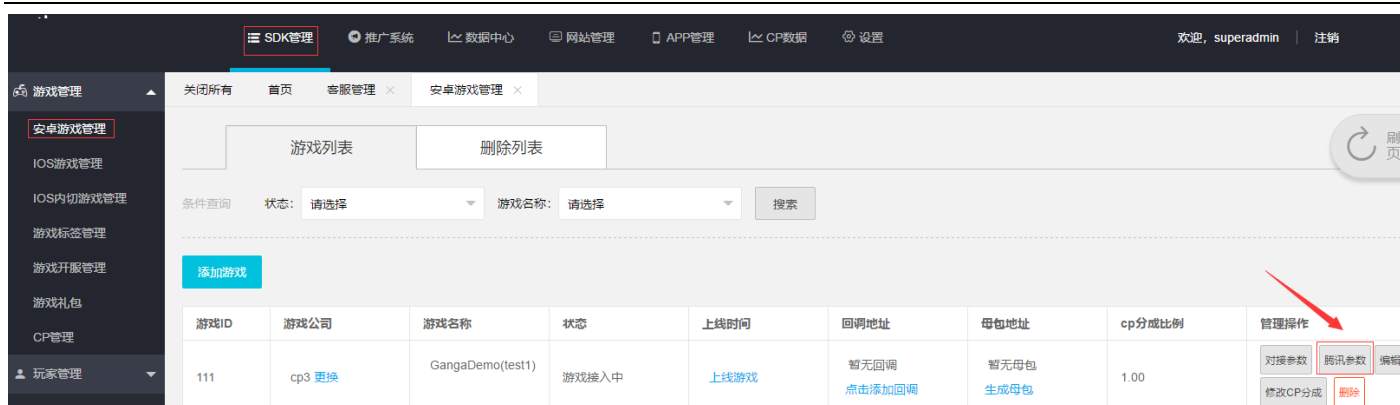 SDK管理 推广系统 数据中心 网站管理 APP管理 CP数据 设置 欢迎，superadmin 注销
游戏管理 关闭所有 首页 客服管理 × 安卓游戏管理 ×
安卓游戏管理
游戏列表 删除列表
刷
页
IOS游戏管理
IOS内切游戏管理
条件查询 状态: 请选择 游戏名称: 请选择 搜索
游戏标签管理
游戏开服管理
添加游戏
游戏礼包
游戏ID 游戏公司 游戏名称 状态 上线时间 回调地址 母包地址 cp分成比例 管理操作
CP管理
玩家管理
111 cp3 更换 GangaDemo(test1) 游戏接入中 上线游戏 暂无回调 暂无母包 1.00 对接参数 腾讯参数 编辑
点击添加回调 生成母包 修改CP分成 删除